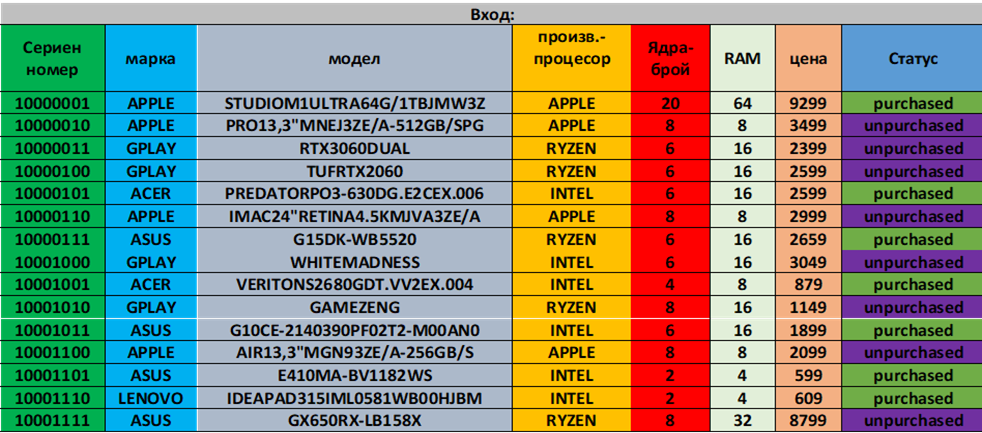 Вход:
Сериен номер марка модел произв.-процесор Ядра-брой RAM цена Статус
10000001 APPLE STUDIOM1ULTRA64G/1TBJMW3Z APPLE 20 64 9299 purchased
10000010 APPLE PRO13,3"MNEJ3ZE/A-512GB/SPG APPLE 8 8 3499 unpurchased
10000011 GPLAY RTX3060DUAL RYZEN 6 16 2399 unpurchased
10000100 GPLAY TUFRTX2060 RYZEN 6 16 2599 unpurchased
10000101 ACER PREDATORPO3-630DG.E2CEX.006 INTEL 6 16 2599 purchased
10000110 APPLE IMAC24"RETINA4.5KMJVA3ZE/A APPLE 8 8 2999 unpurchased
10000111 ASUS G15DK-WB5520 RYZEN 6 16 2659 purchased
10001000 GPLAY WHITEMADNESS INTEL 6 16 3049 unpurchased
10001001 ACER VERITONS2680GDT.VV2EX.004 INTEL 4 8 879 purchased
10001010 GPLAY GAMEZENG RYZEN 8 16 1149 unpurchased
10001011 ASUS G10CE-2140390PF02T2-M00AN0 INTEL 6 16 1899 purchased
10001100 APPLE AIR13,3"MGN93ZE/A-256GB/S APPLE 8 8 2099 unpurchased
10001101 ASUS E410MA-BV1182WS INTEL 2 4 599 purchased
10001110 LENOVO IDEAPAD315IML0581WB00HJBM INTEL 2 4 609 purchased
10001111 ASUS GX650RX-LB158X RYZEN 8 32 8799 unpurchased